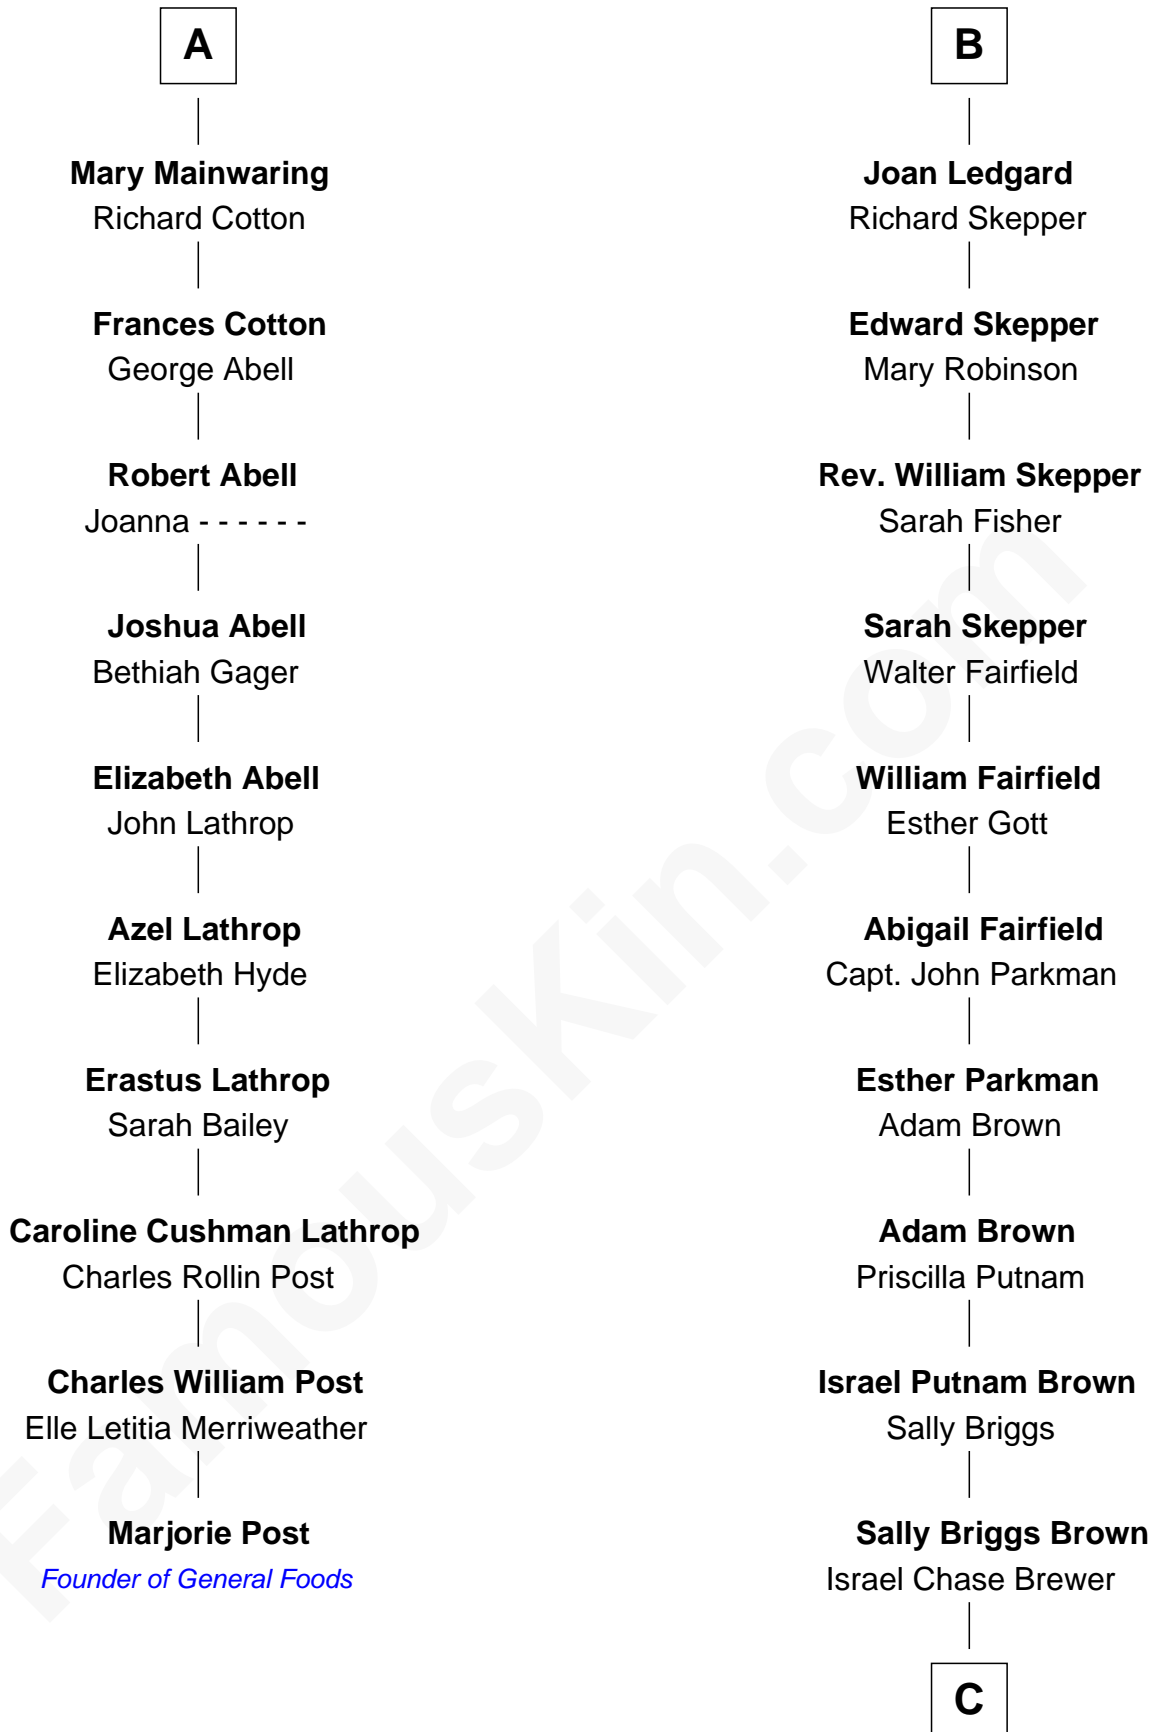 A
Mary Mainwaring
Richard Cotton
Frances Cotton
George Abell
Robert Abell
Joanna - - - - - -
Joshua Abell
Bethiah Gager
Elizabeth Abell
John Lathrop
Azel Lathrop
Elizabeth Hyde
Erastus Lathrop
Sarah Bailey
Caroline Cushman Lathrop
Charles Rollin Post
Charles William Post
Elle Letitia Merriweather
Marjorie Post
Founder of General Foods
B
Joan Ledgard
Richard Skepper
Edward Skepper
Mary Robinson
Rev. William Skepper
Sarah Fisher
Sarah Skepper
Walter Fairfield
William Fairfield
Esther Gott
Abigail Fairfield
Capt. John Parkman
Esther Parkman
Adam Brown
Adam Brown
Priscilla Putnam
Israel Putnam Brown
Sally Briggs
Sally Briggs Brown
Israel Chase Brewer
C
FamousKin.com